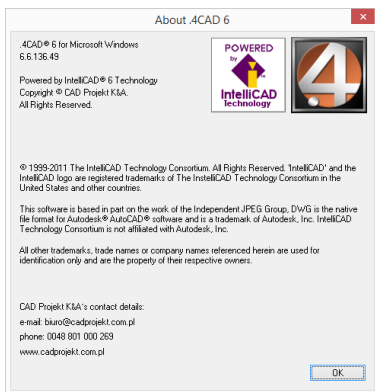 About .4CAD 6
.4CAD® 6 for Microsoft Windows
6.6.136.49
Powered by IntelliCAD® 6 Technology
Copyright © CAD Projekt K&A.
All Rights Reserved.
POWERED
by
IntelliCAD
Technology
.4
© 1999-2011 The IntelliCAD Technology Consortium. All Rights Reserved. 'IntelliCAD' and the
IntelliCAD logo are registered trademarks of The InstelliCAD Technology Consortium in the
United States and other countries.
This software is based in part on the work of the Independent JPEG Group, DWG is the native
file format for Autodesk® AutoCAD® software and is a trademark of Autodesk, Inc. IntelliCAD
Technology Consortium is not affiliated with Autodesk, Inc.
All other trademarks, trade names or company names referenced herein are used for
identification only and are the property of their respective owners.
CAD Projekt K&A's contact details:
e-mail: biuro@cadprojekt.com.pl
phone: 0048 801 000 269
www.cadprojekt.com.pl
OK